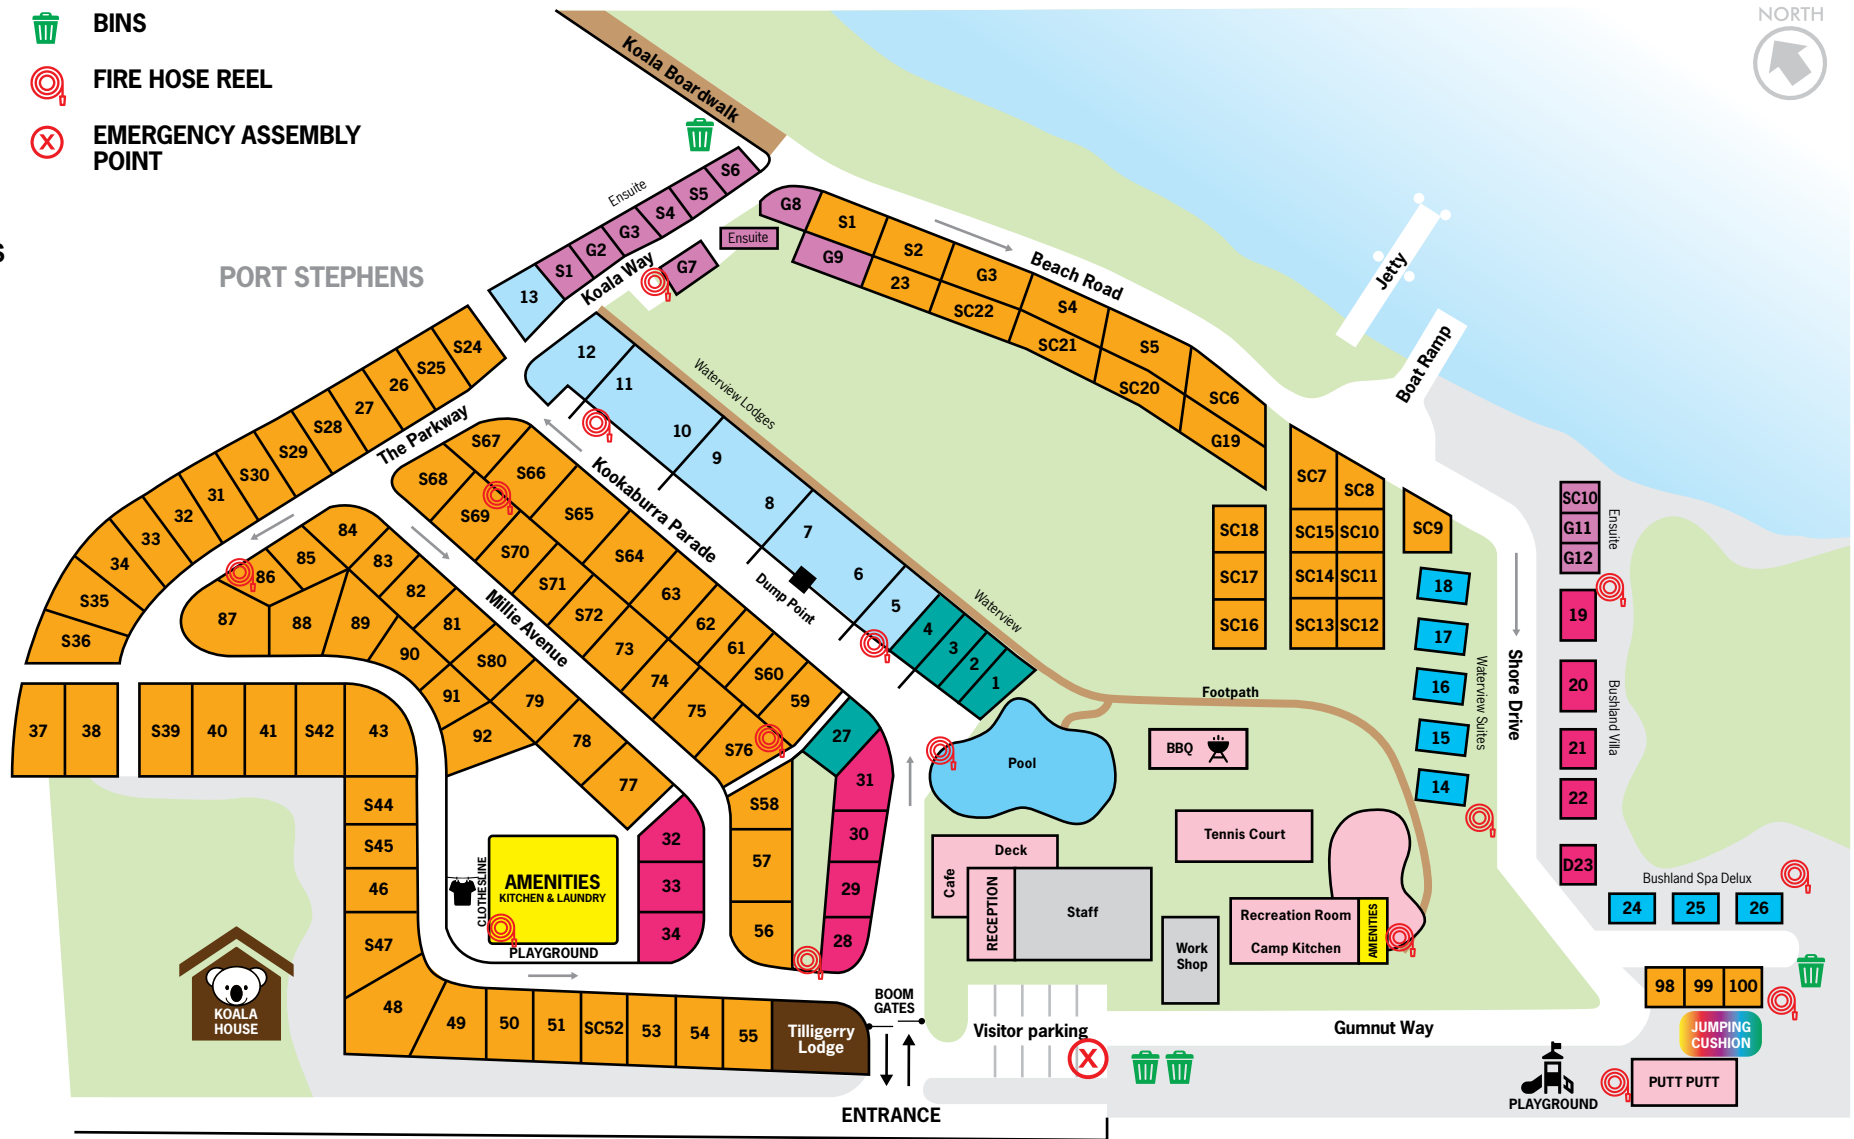 BINS
FIRE HOSE REEL
X
EMERGENCY ASSEMBLY
POINT
S
NORTH
PORT STEPHENS
Koala Boardwalk
Ensuite
S6
S5
S4
G3
G2
S1
13
Koala Way
G7
Ensuite
G8
G9
S1
S2
G3
S4
S5
SC6
23
SC22
SC21
SC20
G19
Beach Road
Jetty
Boat Ramp
S24
S25
26
27
S28
S29
S30
31
32
33
34
S35
S36
The Parkway
12
11
10
9
8
7
6
5
4
3
2
1
Waterview Lodges
Waterview
Dump Point
Kookaburra Parade
S67
S68
S66
S69
S65
S70
S64
S71
63
S72
62
73
61
74
S60
75
59
S76
Millie Avenue
84
85
83
86
82
87
88
89
81
90
S80
91
79
92
78
77
37
38
S39
40
41
S42
43
S44
S45
46
S47
48
49
50
51
SC52
53
54
55
Tilligerry
Lodge
27
31
30
29
28
S58
57
56
32
33
34
CLOTHESLINE
AMENITIES
KITCHEN & LAUNDRY
PLAYGROUND
KOALA
HOUSE
SC7
SC8
SC9
SC18
SC15
SC10
SC17
SC14
SC11
SC16
SC13
SC12
18
17
16
15
14
Waterview Suites
Shore Drive
SC10
G11
G12
Ensuite
19
20
21
22
D23
Bushland Villa
Bushland Spa Delux
24
25
26
Footpath
Pool
BBQ
Tennis Court
Deck
Cafe
RECEPTION
Staff
Work
Shop
Recreation Room
Camp Kitchen
AMENITIES
98
99
100
JUMPING
CUSHION
PUTT PUTT
PLAYGROUND
Gumnut Way
BOOM
GATES
Visitor parking
X
ENTRANCE